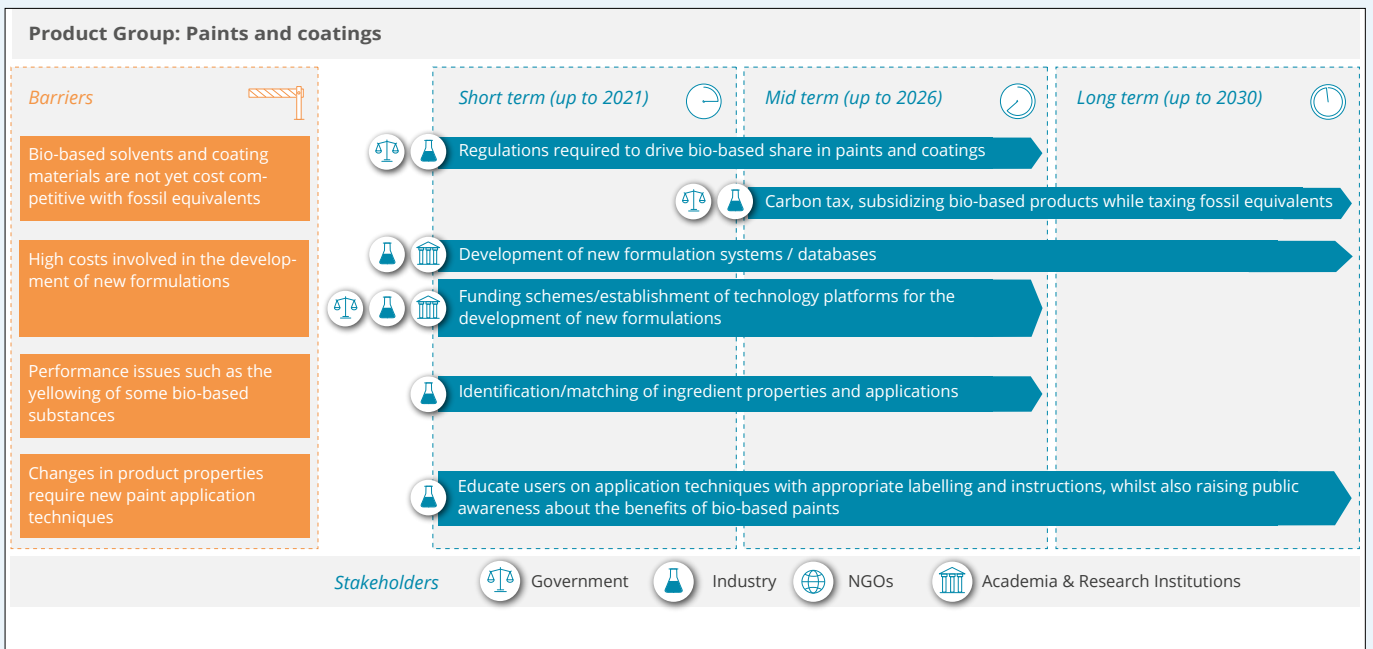 Product Group: Paints and coatings
Barriers
Short term (up to 2021)
Mid term (up to 2026)
Long term (up to 2030)
Bio-based solvents and coating
materials are not yet cost com-
petitive with fossil equivalents
Regulations required to drive bio-based share in paints and coatings
Carbon tax, subsidizing bio-based products while taxing fossil equivalents
High costs involved in the develop-
ment of new formulations
Development of new formulation systems / databases
Funding schemes/establishment of technology platforms for the
development of new formulations
Performance issues such as the
yellowing of some bio-based
substances
Identification/matching of ingredient properties and applications
Changes in product properties
require new paint application
techniques
Educate users on application techniques with appropriate labelling and instructions, whilst also raising public
awareness about the benefits of bio-based paints
Stakeholders
Government
Industry
NGOs
Academia & Research Institutions